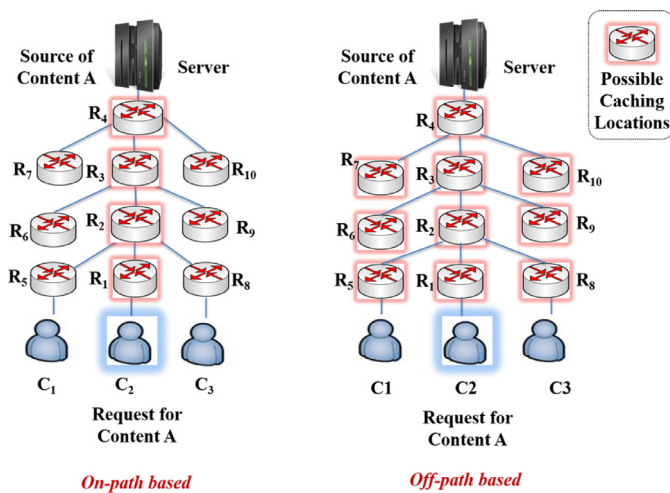 Source of
Content A
Server
R4
R7
R3
R10
R6
R2
R9
R5
R1
R8
C1
C2
C3
Request for
Content A
On-path based
Source of
Content A
Server
R4
R7
R3
R10
R6
R2
R9
R5
R1
R8
C1
C2
C3
Request for
Content A
Off-path based
Possible
Caching
Locations